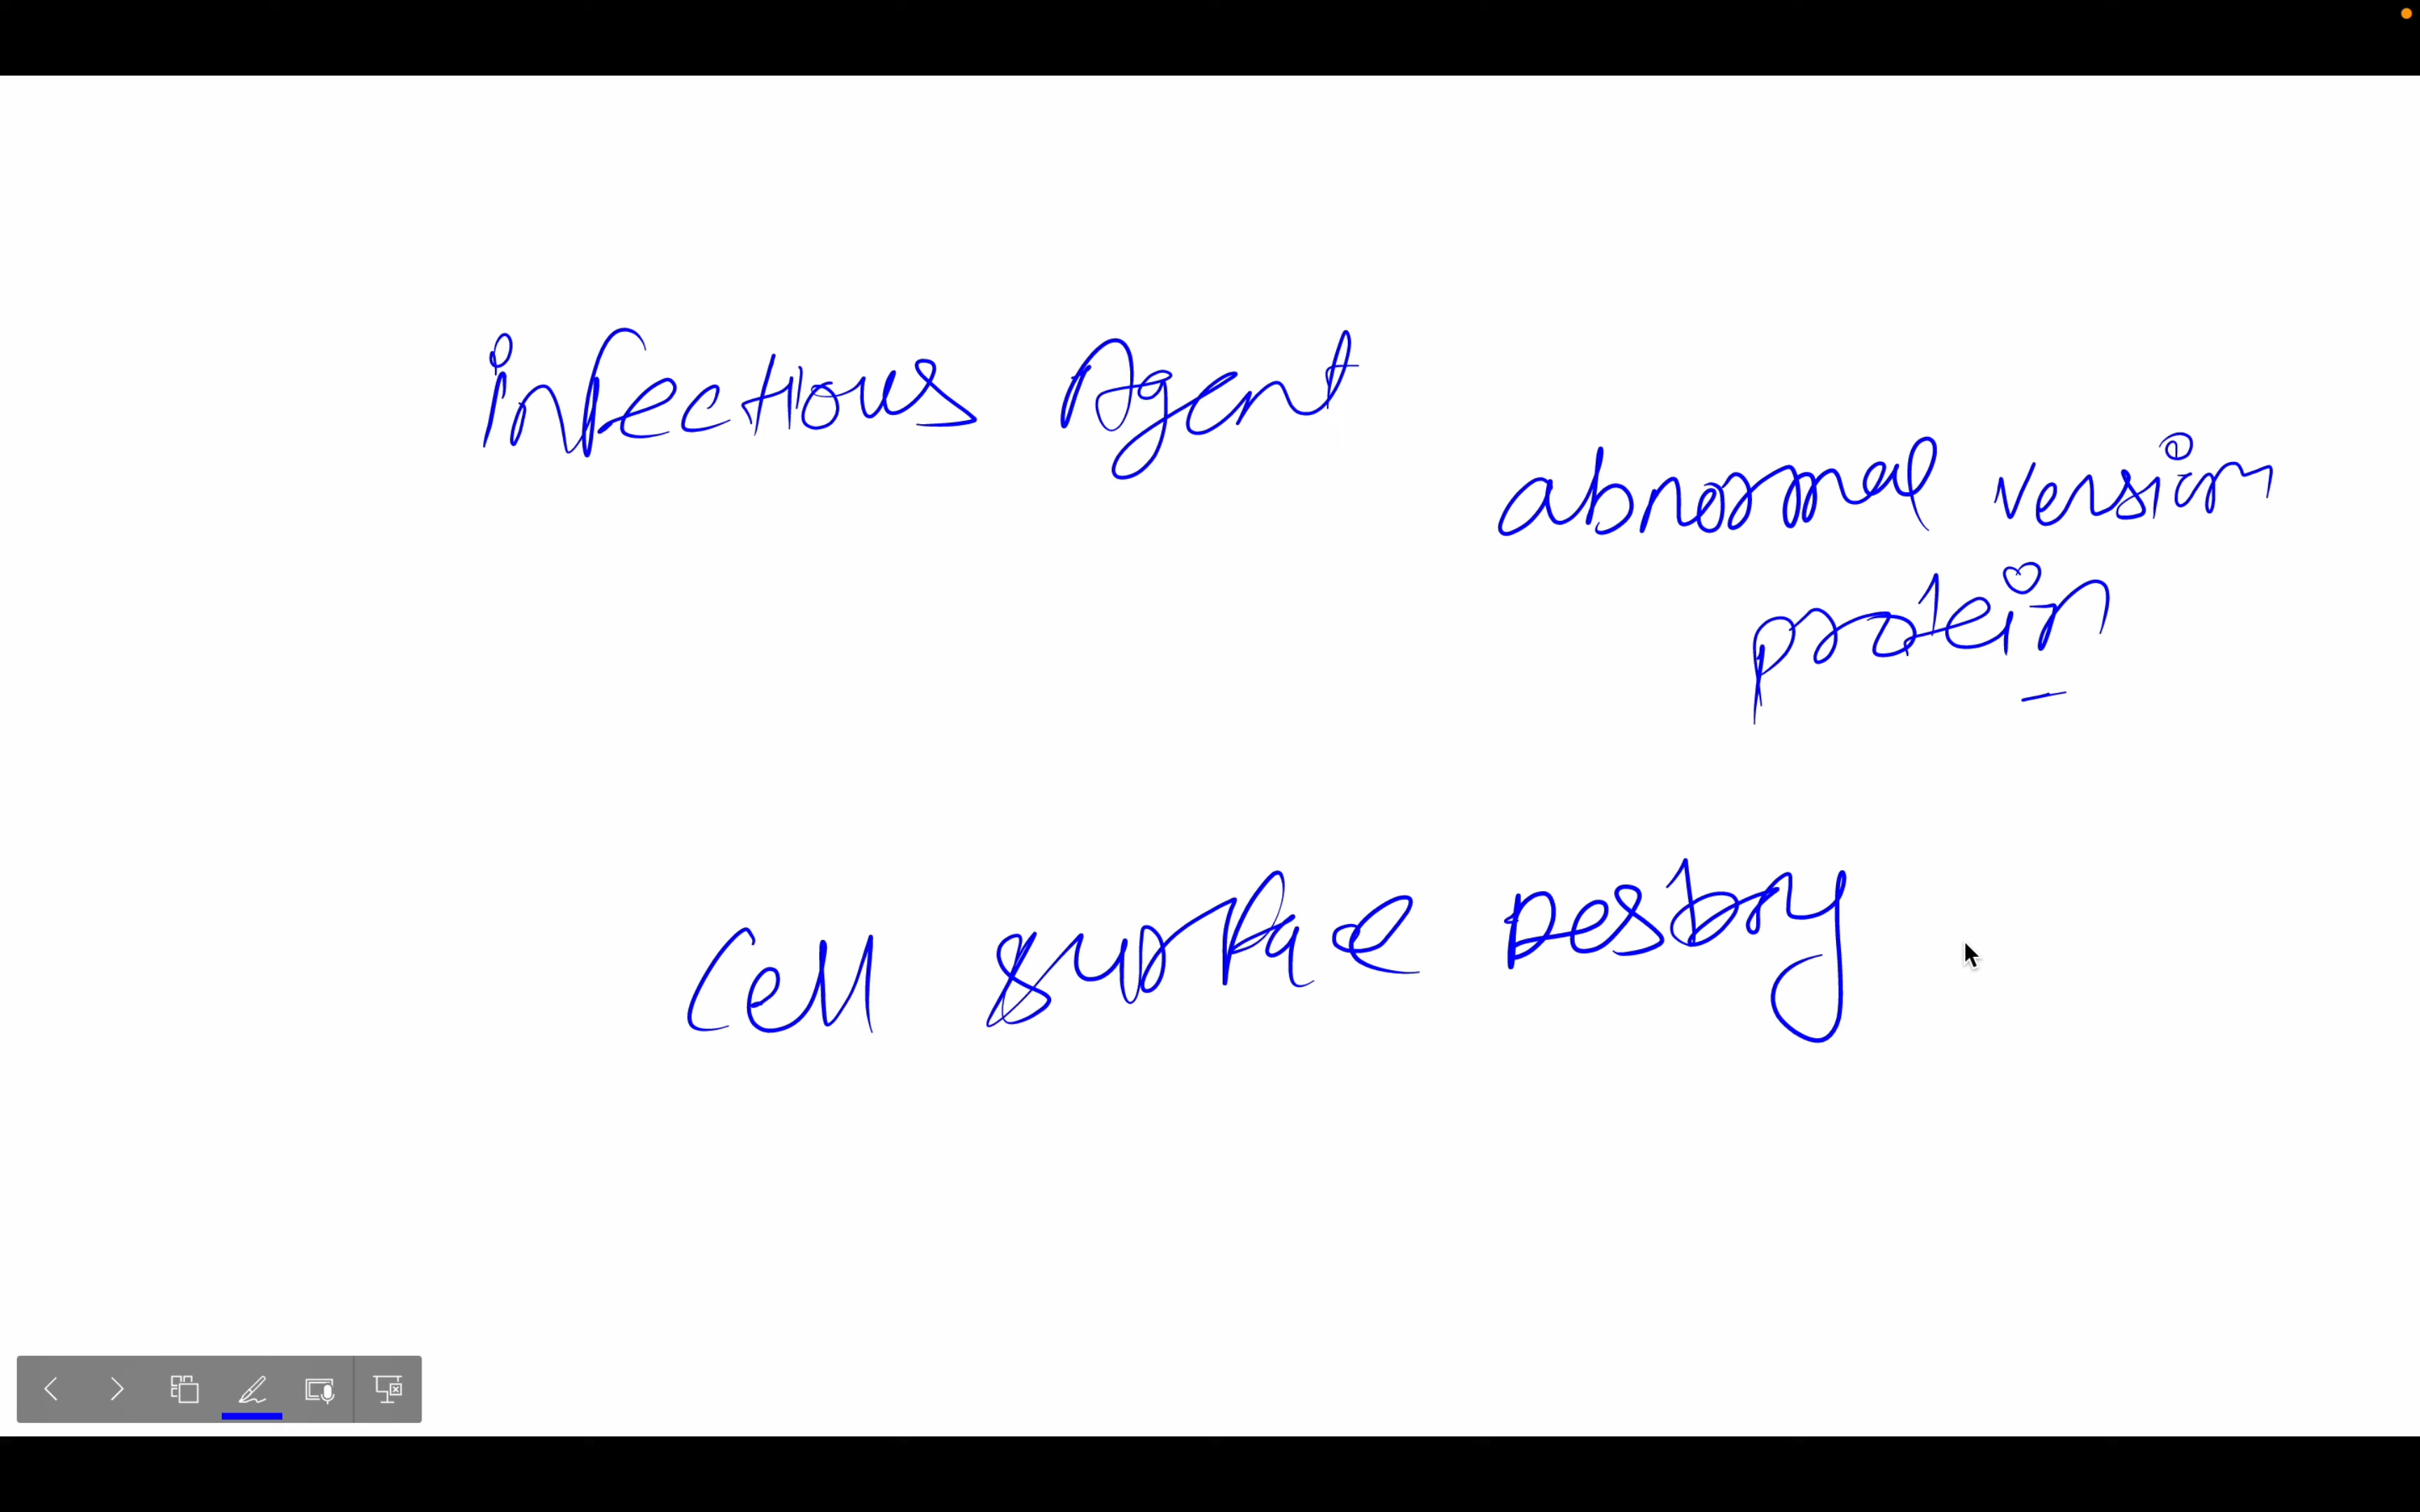 infectious Agent
abnormal version
protein
Cell surface Destroy